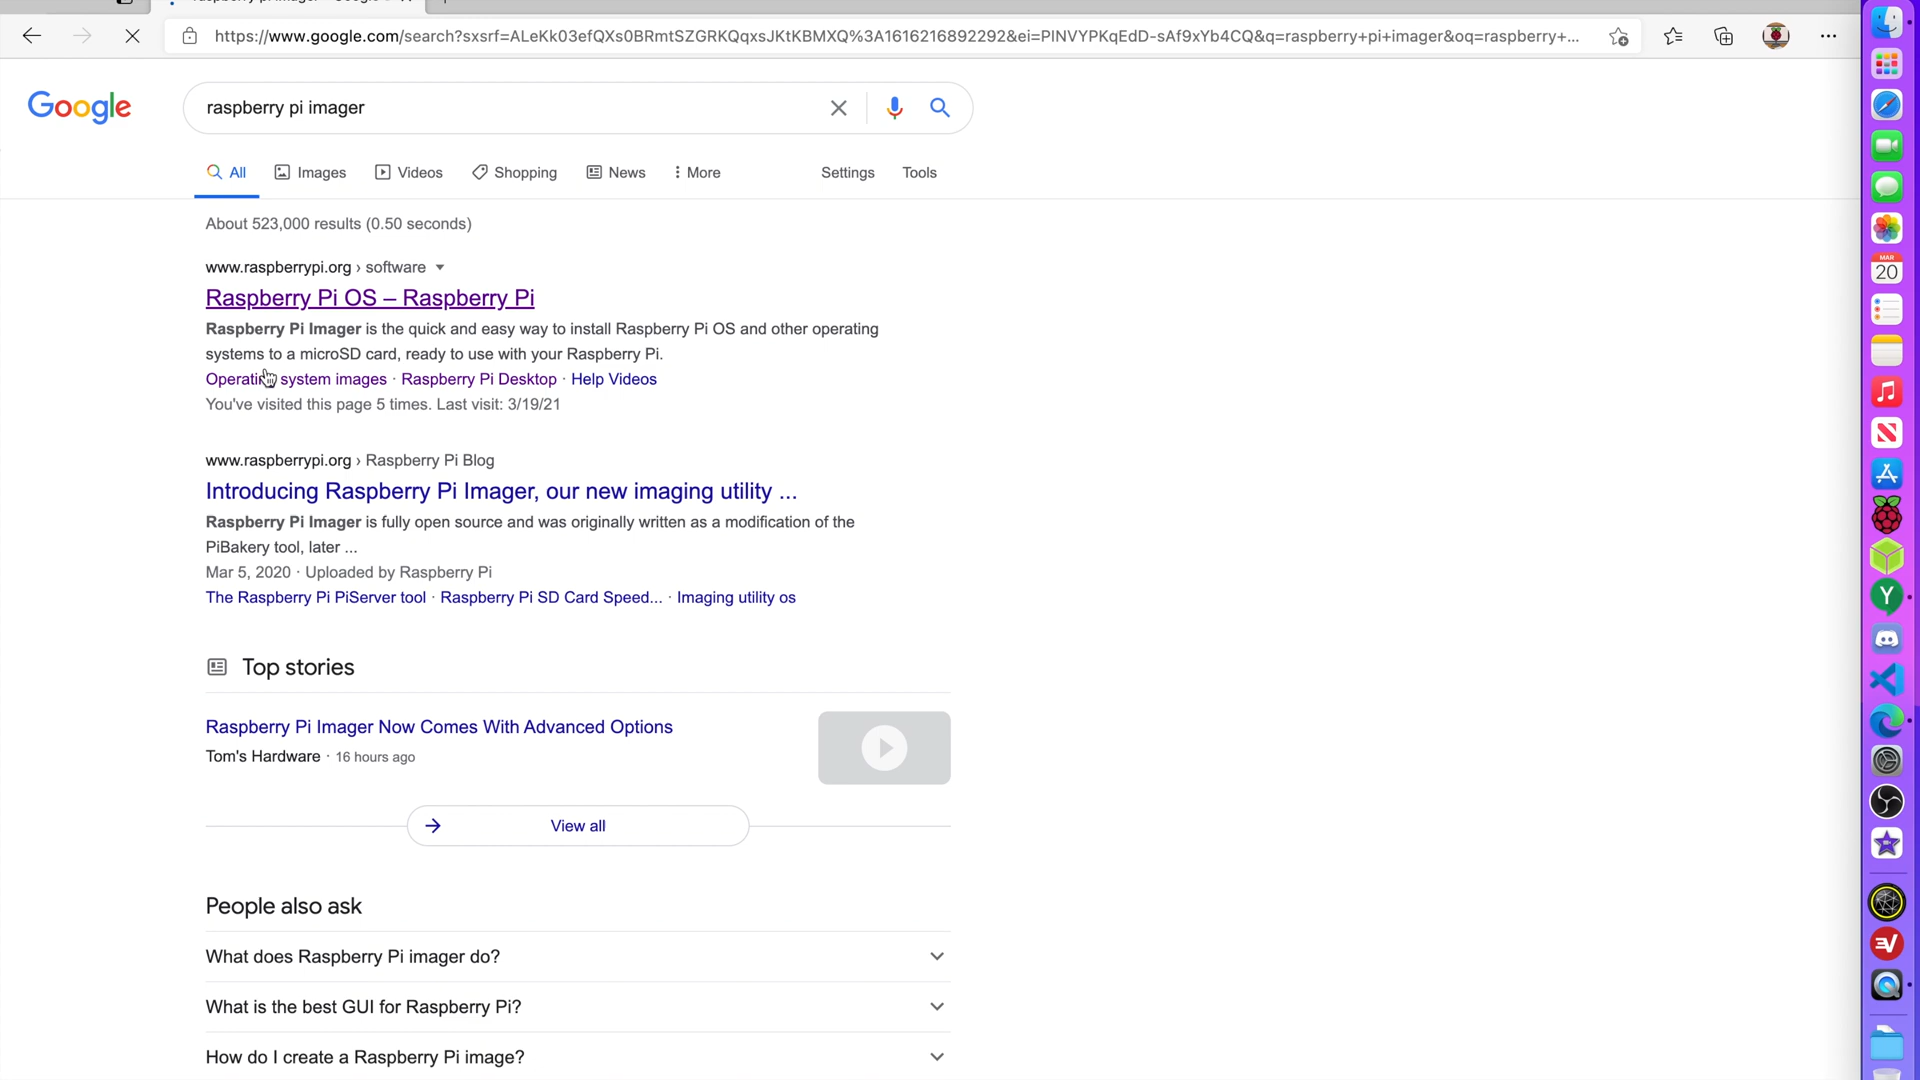 https://www.google.com/search?sxsrf=ALeKk03efQXs0BRmtSZGRKQqxsJKtKBMXQ%3A1616216892292&ei=PINVYPKqEdD-sAf9xYb4CQ&q=raspberry+pi+imager&oq=raspberry+...
Google
raspberry pi imager
All Images Videos Shopping News More Settings Tools
About 523,000 results (0.50 seconds)
www.raspberrypi.org › software
Raspberry Pi OS – Raspberry Pi
Raspberry Pi Imager is the quick and easy way to install Raspberry Pi OS and other operating
systems to a microSD card, ready to use with your Raspberry Pi.
Operating system images · Raspberry Pi Desktop · Help Videos
You've visited this page 5 times. Last visit: 3/19/21
www.raspberrypi.org › Raspberry Pi Blog
Introducing Raspberry Pi Imager, our new imaging utility ...
Raspberry Pi Imager is fully open source and was originally written as a modification of the
PiBakery tool, later ...
Mar 5, 2020 · Uploaded by Raspberry Pi
The Raspberry Pi PiServer tool · Raspberry Pi SD Card Speed... · Imaging utility os
Top stories
Raspberry Pi Imager Now Comes With Advanced Options
Tom's Hardware · 16 hours ago
View all
People also ask
What does Raspberry Pi imager do?
What is the best GUI for Raspberry Pi?
How do I create a Raspberry Pi image?
MAR
20
Y